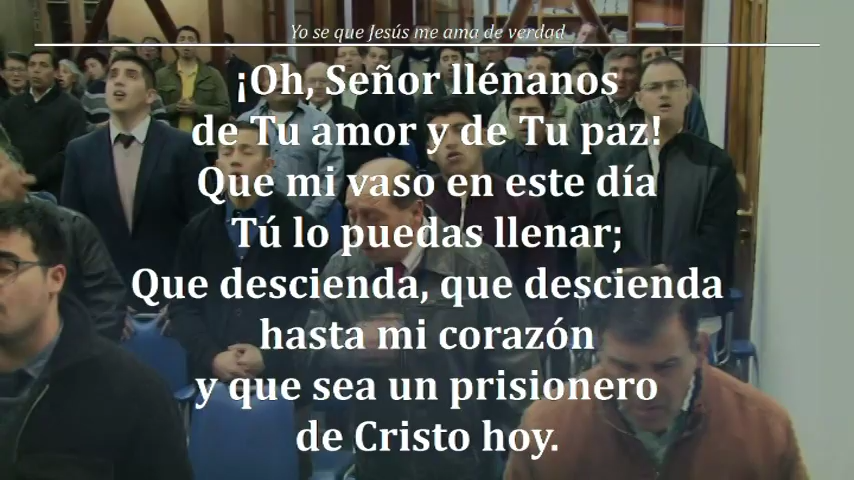 Yo se que Jesús me ama de verdad
¡Oh, Señor llénanos
de Tu amor y de Tu paz!
Que mi vaso en este día
Tú lo puedas llenar;
Que descienda, que descienda
hasta mi corazón
y que sea un prisionero
de Cristo hoy.